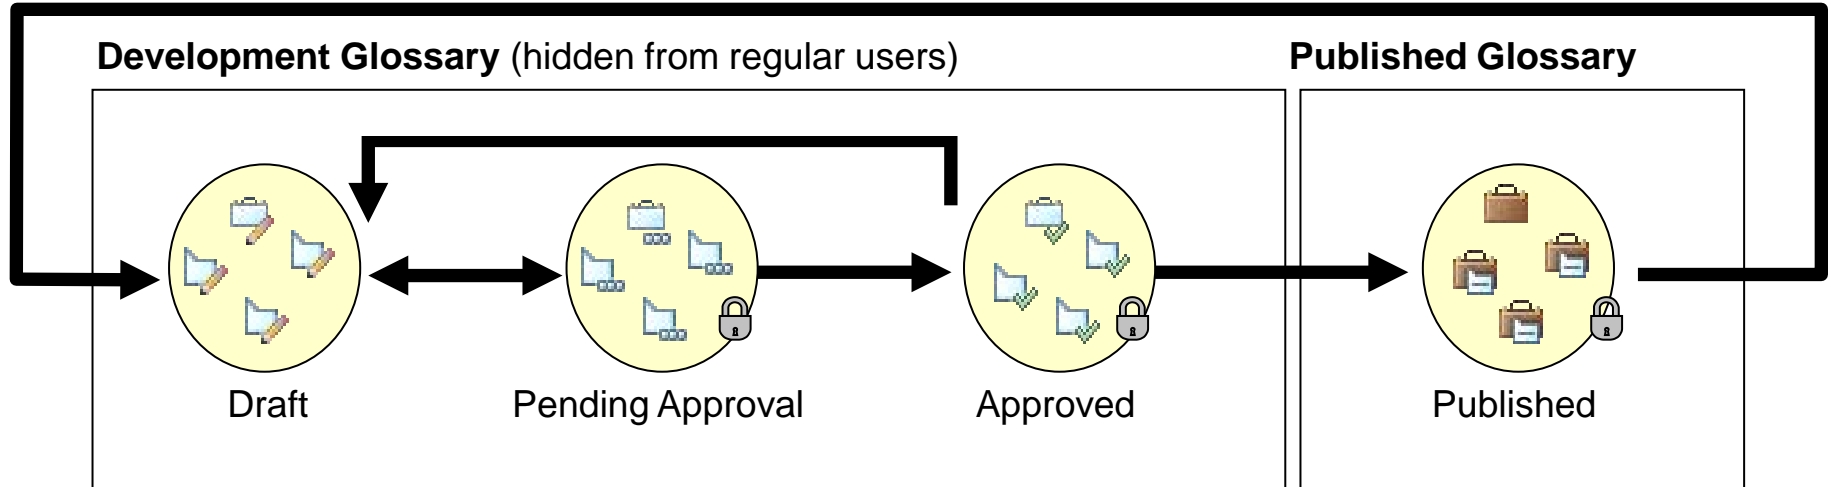 Development Glossary (hidden from regular users)
Published Glossary
Draft
Pending Approval
Approved
Published